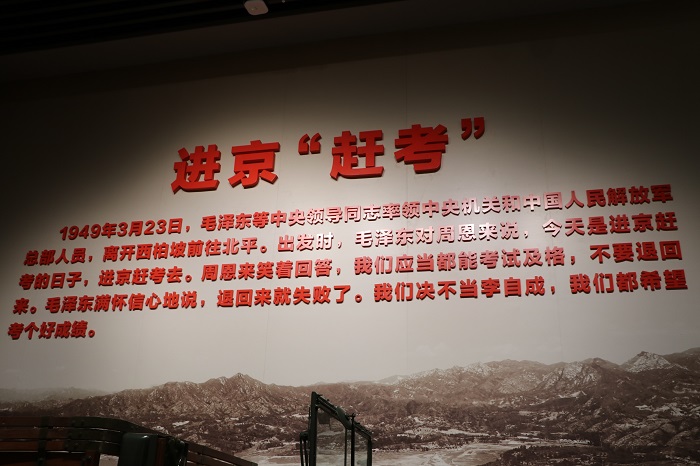 进京“赶考”
1949年3月23日，毛泽东等中央领导同志率领中央机关和中国人民解放军
总部人员，离开西柏坡前往北平。出发时，毛泽东对周恩来说，今天是进京赶
考的日子，进京赶考去。周恩来笑着回答，我们应当都能考试及格，不要退回
来。毛泽东满怀信心地说，退回来就失败了。我们决不当李自成，我们都希望
考个好成绩。